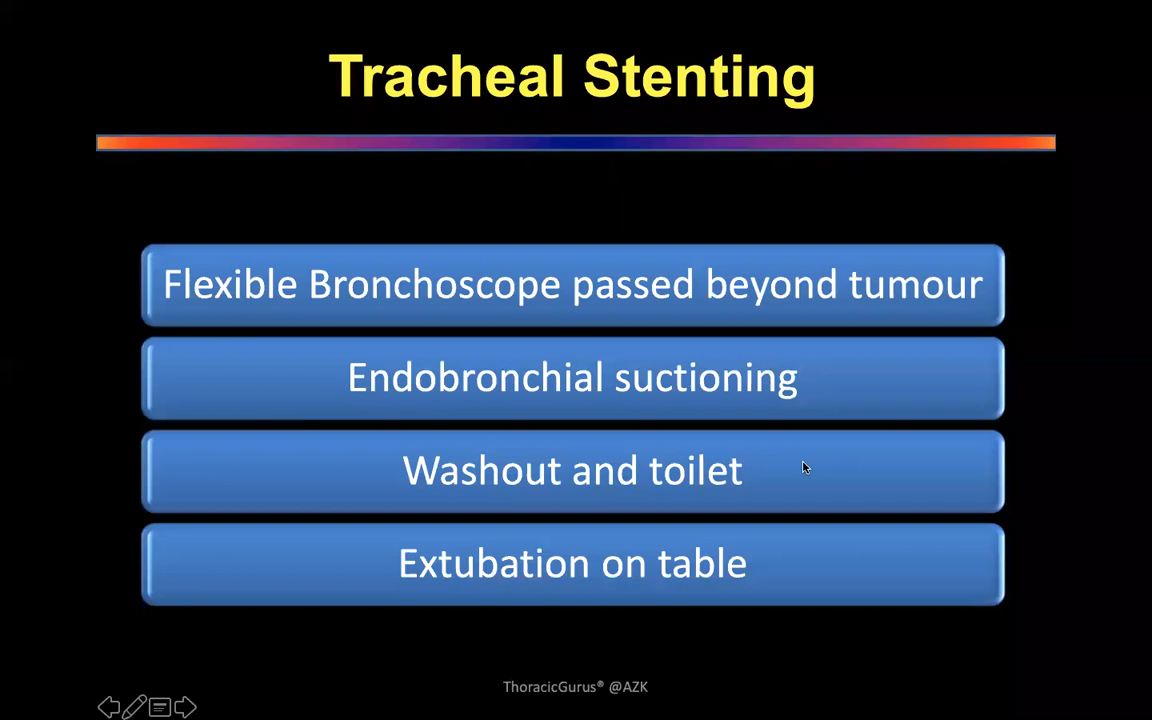 Tracheal Stenting
Flexible Bronchoscope passed beyond tumour
Endobronchial suctioning
Washout and toilet
Extubation on table
ThoracicGurus® @AZK